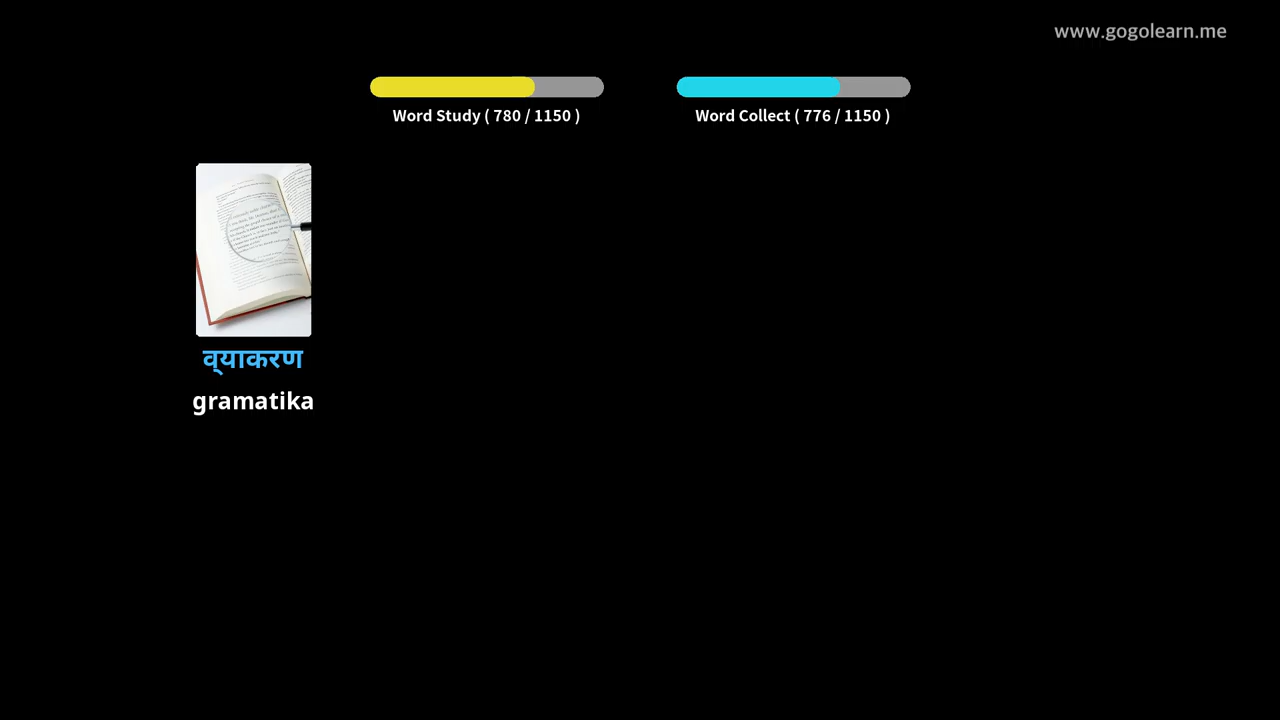 www.gogolearn.me
Word Study ( 780 / 1150 )
Word Collect ( 776 / 1150 )
व्याकरण
gramatika